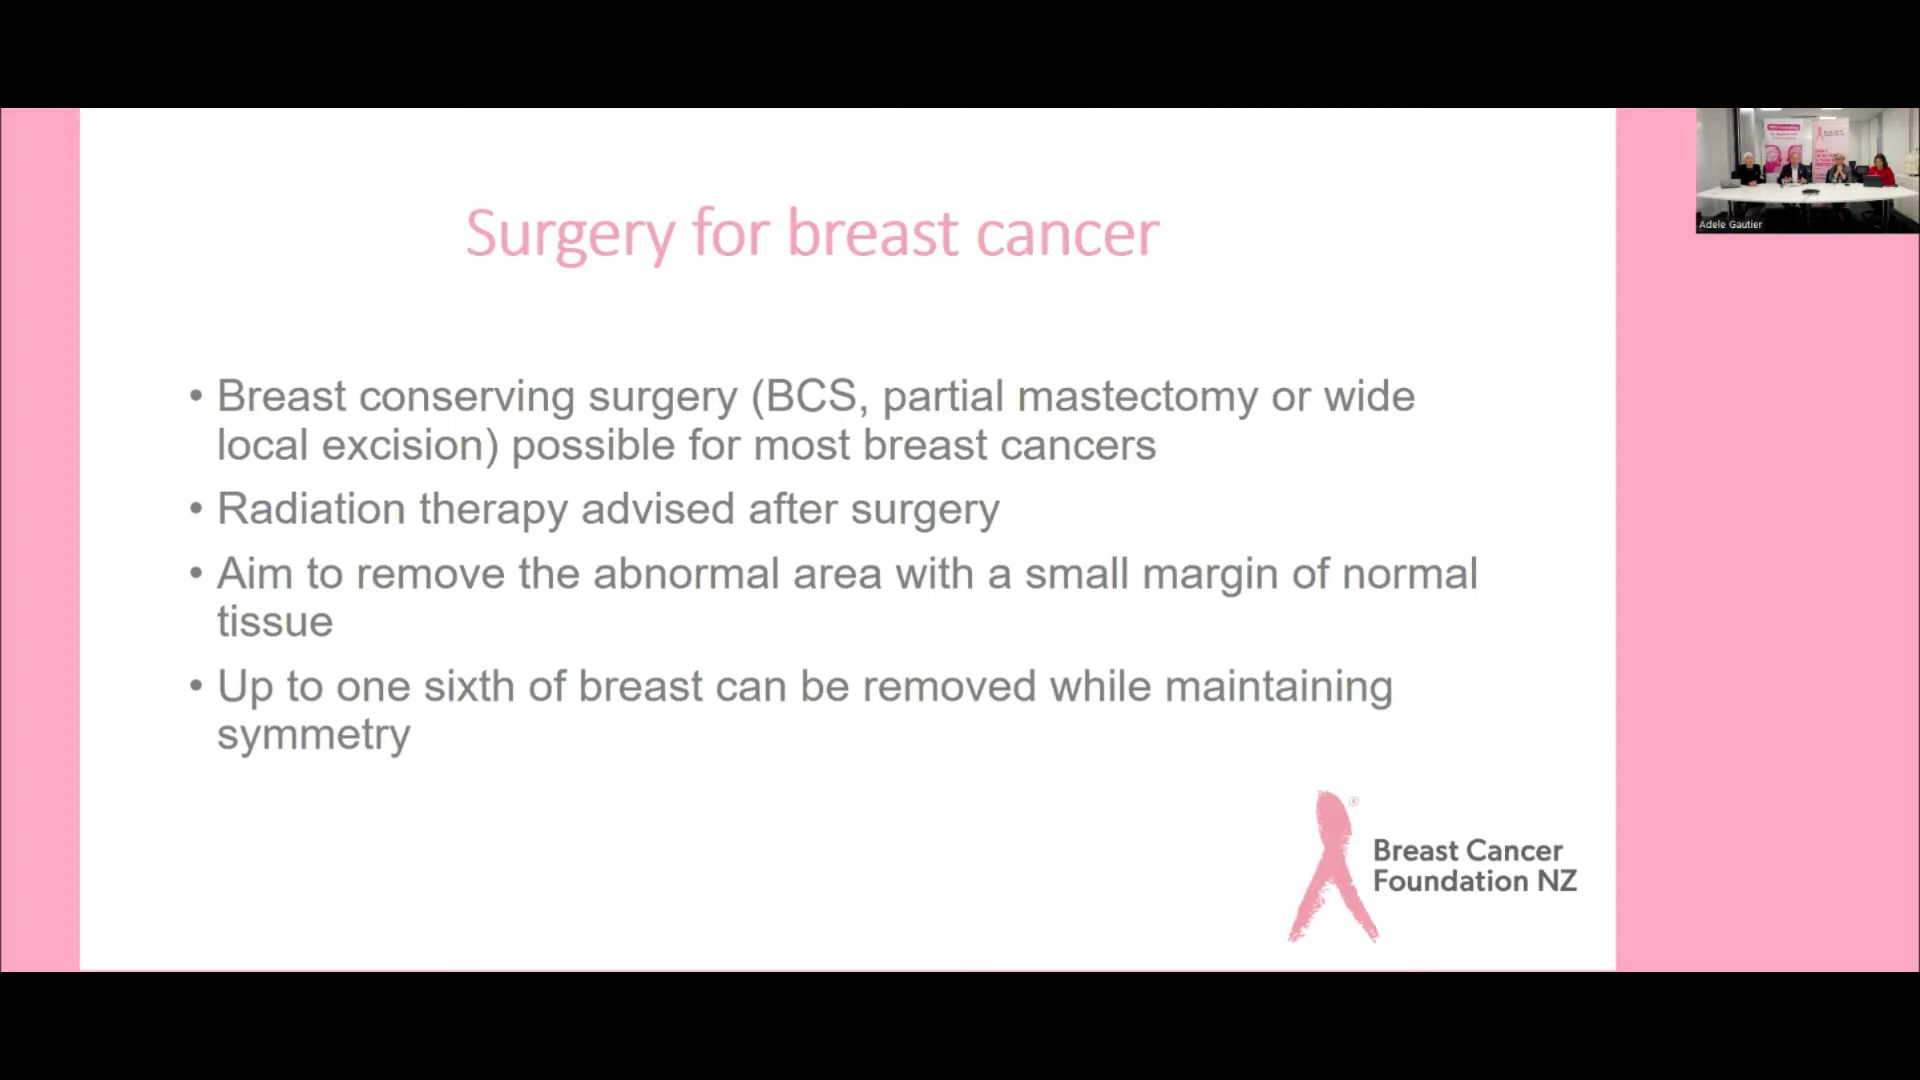 Surgery for breast cancer
• Breast conserving surgery (BCS, partial mastectomy or wide
local excision) possible for most breast cancers
• Radiation therapy advised after surgery
• Aim to remove the abnormal area with a small margin of normal
tissue
• Up to one sixth of breast can be removed while maintaining
symmetry
®
Breast Cancer
Foundation NZ
Adele Gautier